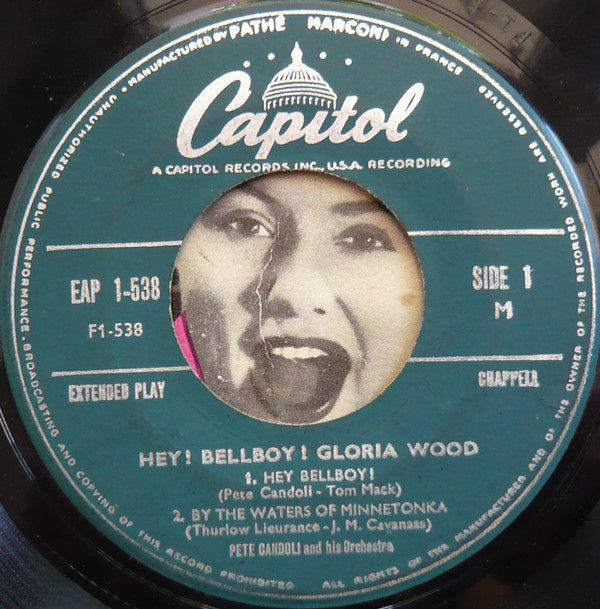 MANUFACTURED BY PATHÉ MARCONI IN FRANCE
ALL RIGHTS OF THE MANUFACTURER AND OF THE OWNER OF THE RECORDED WORK ARE RESERVED
UNAUTHORIZED PUBLIC PERFORMANCE · BROADCASTING AND COPYING OF THIS RECORD PROHIBITED
Capitol
A CAPITOL RECORDS INC., U.S.A. RECORDING
EAP 1-538
F1-538
SIDE 1
M
EXTENDED PLAY
CHAPPELL
HEY! BELLBOY! GLORIA WOOD
1. HEY BELLBOY!
(Pete Candoli - Tom Mack)
2. BY THE WATERS OF MINNETONKA
(Thurlow Lieurance - J. M. Cavanass)
PETE CANDOLI and his Orchestra